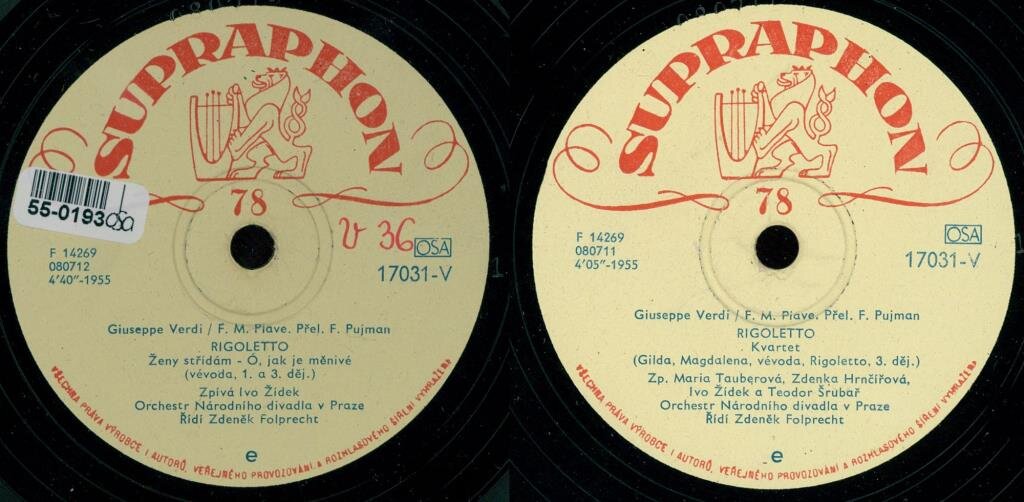 SUPRAPHON
78
55-0193
osa
V 36
OSA
F 14269
080712
4'40"-1955
17031-V
Giuseppe Verdi / F. M. Piave. Přel. F. Pujman
RIGOLETTO
Ženy střídám - Ó, jak je měnivé
(vévoda, 1. a 3. děj.)
Zpívá Ivo Žídek
Orchestr Národního divadla v Praze
Řídí Zdeněk Folprecht
e
VŠECHNA PRÁVA VÝROBCE I AUTORŮ, VEŘEJNÉHO PROVOZOVÁNÍ A ROZHLASOVÉHO ŠÍŘENÍ VYHRAŽENA
SUPRAPHON
78
OSA
F 14269
080711
4'05"-1955
17031-V
Giuseppe Verdi / F. M. Piave. Přel. F. Pujman
RIGOLETTO
Kvartet
(Gilda, Magdalena, vévoda, Rigoletto, 3. děj.)
Zp. Maria Tauberová, Zdenka Hrnčířová,
Ivo Žídek a Teodor Šrubař
Orchestr Národního divadla v Praze
Řídí Zdeněk Folprecht
e
VŠECHNA PRÁVA VÝROBCE I AUTORŮ, VEŘEJNÉHO PROVOZOVÁNÍ A ROZHLASOVÉHO ŠÍŘENÍ VYHRAŽENA